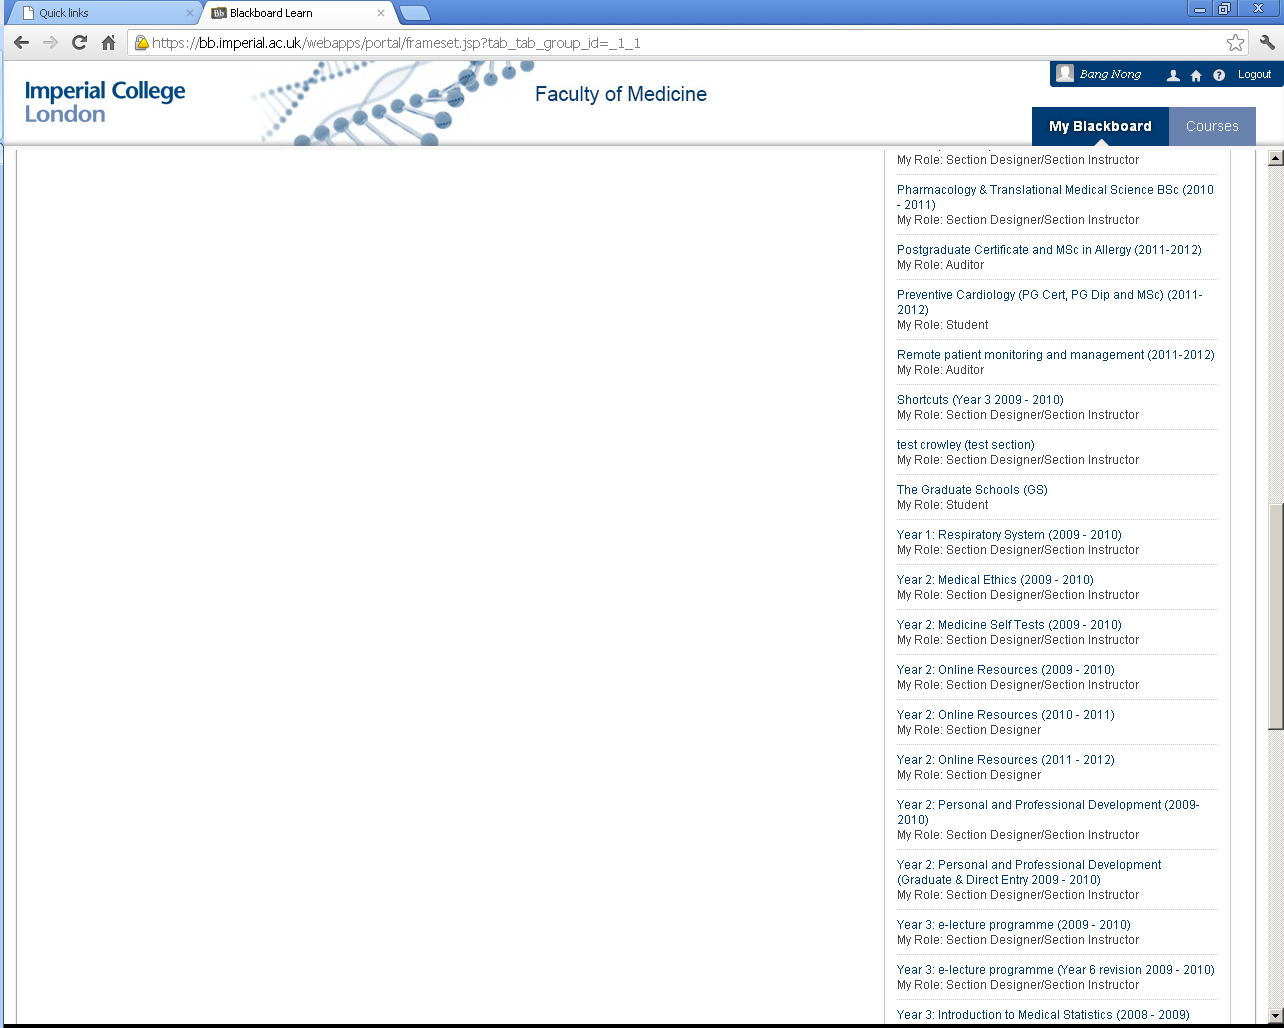 Quick links
Blackboard Learn
https://bb.imperial.ac.uk/webapps/portal/frameset.jsp?tab_tab_group_id=_1_1
Imperial College
London
Faculty of Medicine
Bang Nong
Logout
My Blackboard
Courses
My Role: Section Designer/Section Instructor
Pharmacology & Translational Medical Science BSc (2010
- 2011)
My Role: Section Designer/Section Instructor
Postgraduate Certificate and MSc in Allergy (2011-2012)
My Role: Auditor
Preventive Cardiology (PG Cert, PG Dip and MSc) (2011-
2012)
My Role: Student
Remote patient monitoring and management (2011-2012)
My Role: Auditor
Shortcuts (Year 3 2009 - 2010)
My Role: Section Designer/Section Instructor
test crowley (test section)
My Role: Section Designer/Section Instructor
The Graduate Schools (GS)
My Role: Student
Year 1: Respiratory System (2009 - 2010)
My Role: Section Designer/Section Instructor
Year 2: Medical Ethics (2009 - 2010)
My Role: Section Designer/Section Instructor
Year 2: Medicine Self Tests (2009 - 2010)
My Role: Section Designer/Section Instructor
Year 2: Online Resources (2009 - 2010)
My Role: Section Designer/Section Instructor
Year 2: Online Resources (2010 - 2011)
My Role: Section Designer
Year 2: Online Resources (2011 - 2012)
My Role: Section Designer
Year 2: Personal and Professional Development (2009-
2010)
My Role: Section Designer/Section Instructor
Year 2: Personal and Professional Development
(Graduate & Direct Entry 2009 - 2010)
My Role: Section Designer/Section Instructor
Year 3: e-lecture programme (2009 - 2010)
My Role: Section Designer/Section Instructor
Year 3: e-lecture programme (Year 6 revision 2009 - 2010)
My Role: Section Designer/Section Instructor
Year 3: Introduction to Medical Statistics (2008 - 2009)